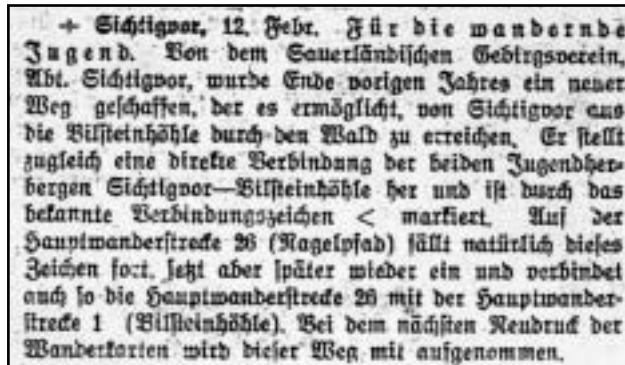 + Sichtigvor, 12. Febr. Für die wandernde
Jugend. Von dem Sauerländischen Gebirgsverein,
Abt. Sichtigvor, wurde Ende vorigen Jahres ein neuer
Weg geschaffen, der es ermöglicht, von Sichtigvor aus
die Bilsteinhöhle durch den Wald zu erreichen. Er stellt
zugleich eine direkte Verbindung der beiden Jugendher-
bergen Sichtigvor—Bilsteinhöhle her und ist durch das
bekannte Verbindungszeichen < markiert. Auf der
Hauptwanderstrecke 26 (Nagelpfad) fällt natürlich dieses
Zeichen fort, setzt aber später wieder ein und verbindet
auch so die Hauptwanderstrecke 26 mit der Hauptwander-
strecke 1 (Bilsteinhöhle). Bei dem nächsten Neudruck der
Wanderkarten wird dieser Weg mit aufgenommen.